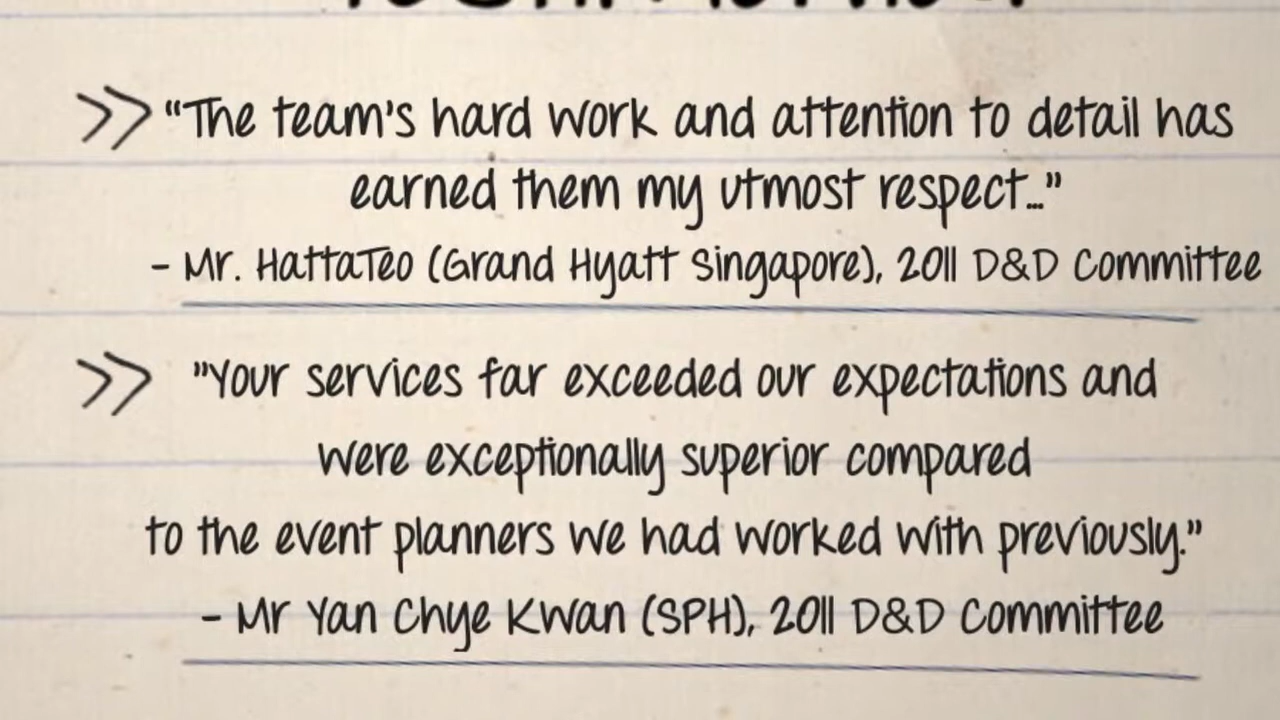 >> “The team's hard work and attention to detail has
earned them my utmost respect...”
- Mr. HattaTeo (Grand Hyatt Singapore), 2011 D&D Committee
>> ”Your services far exceeded our expectations and
were exceptionally superior compared
to the event planners we had worked with previously.”
- Mr Yan Chye Kwan (SPH), 2011 D&D Committee